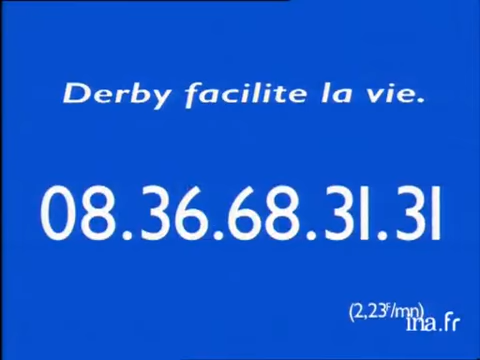 Derby facilite la vie.
08.36.68.31.31
(2,23F/mn)
ina.fr